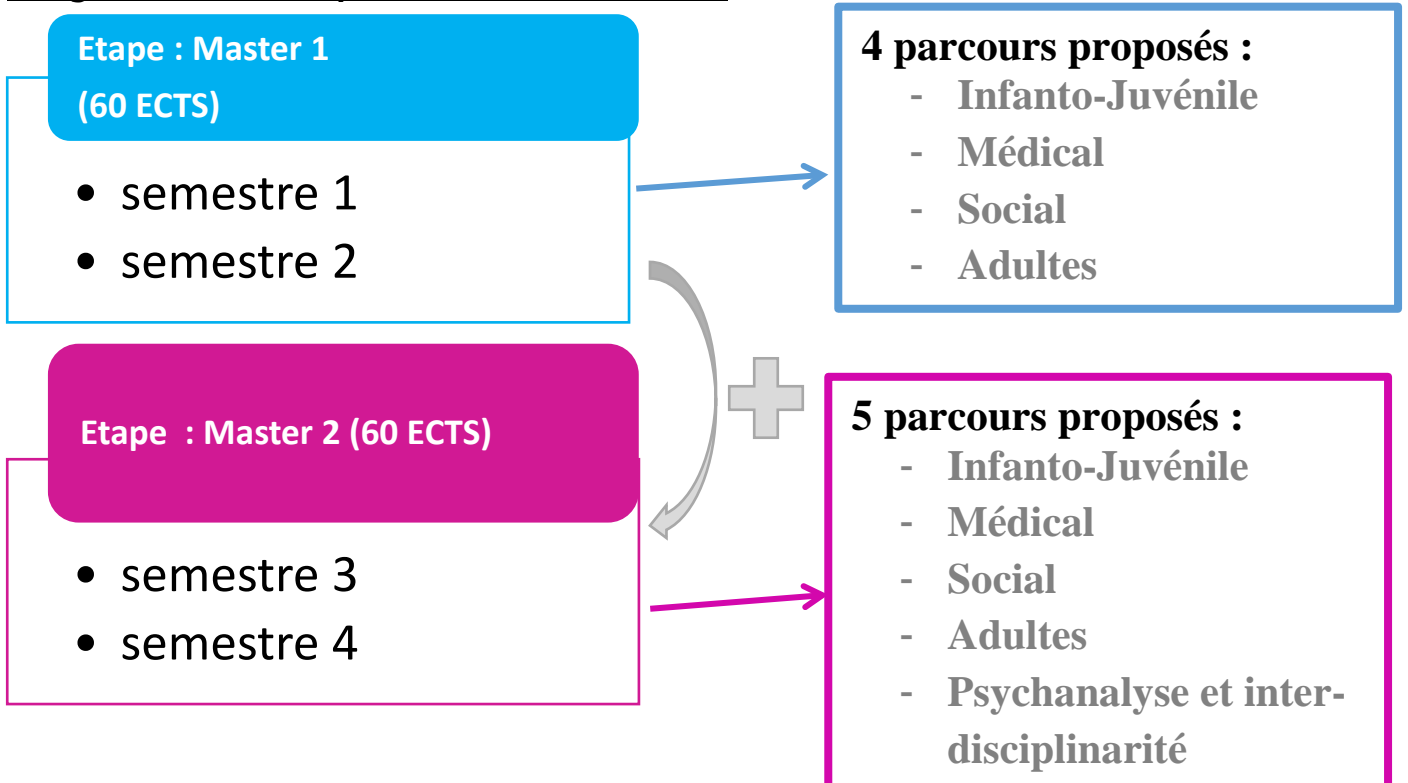 Etape : Master 1
(60 ECTS)
• semestre 1
• semestre 2
4 parcours proposés :
- Infanto-Juvénile
- Médical
- Social
- Adultes
Etape : Master 2 (60 ECTS)
• semestre 3
• semestre 4
5 parcours proposés :
- Infanto-Juvénile
- Médical
- Social
- Adultes
- Psychanalyse et inter-
disciplinarité